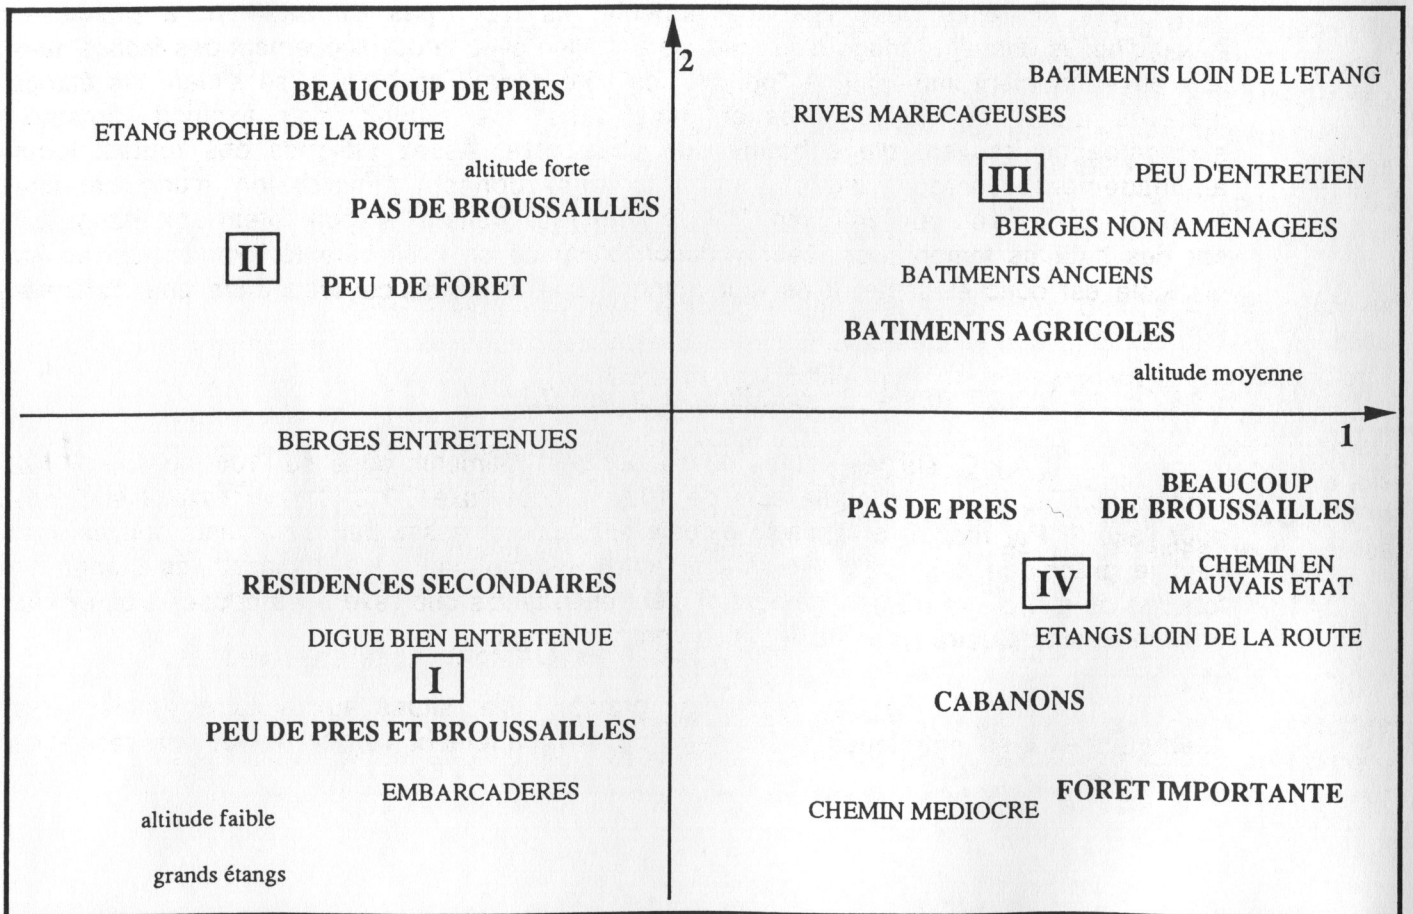 2
BATIMENTS LOIN DE L'ETANG
BEAUCOUP DE PRES
RIVES MARECAGEUSES
ETANG PROCHE DE LA ROUTE
altitude forte
III
PEU D'ENTRETIEN
PAS DE BROUSSAILLES
BERGES NON AMENAGEES
II
BATIMENTS ANCIENS
PEU DE FORET
BATIMENTS AGRICOLES
altitude moyenne
1
BERGES ENTRETENUES
PAS DE PRES
BEAUCOUP
DE BROUSSAILLES
RESIDENCES SECONDAIRES
IV
CHEMIN EN
MAUVAIS ETAT
DIGUE BIEN ENTRETENUE
ETANGS LOIN DE LA ROUTE
I
CABANONS
PEU DE PRES ET BROUSSAILLES
EMBARCADERES
FORET IMPORTANTE
CHEMIN MEDIOCRE
altitude faible
grands étangs